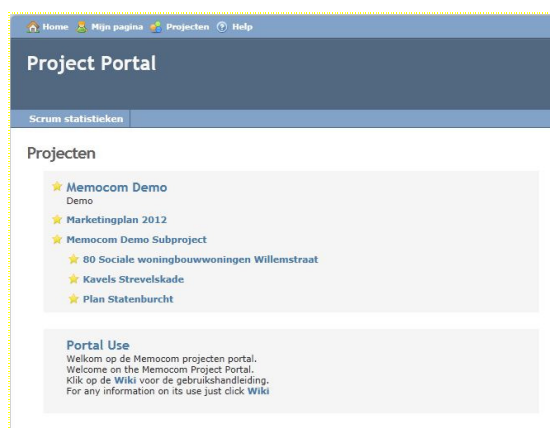 Home Mijn pagina Projecten Help
Project Portal
Scrum statistieken
Projecten
Memocom Demo
Demo
Marketingplan 2012
Memocom Demo Subproject
80 Sociale woningbouwwoningen Willemstraat
Kavels Strevelskade
Plan Statenburcht
Portal Use
Welkom op de Memocom projecten portal.
Welcome on the Memocom Project Portal.
Klik op de Wiki voor de gebruikshandleiding.
For any information on its use just click Wiki